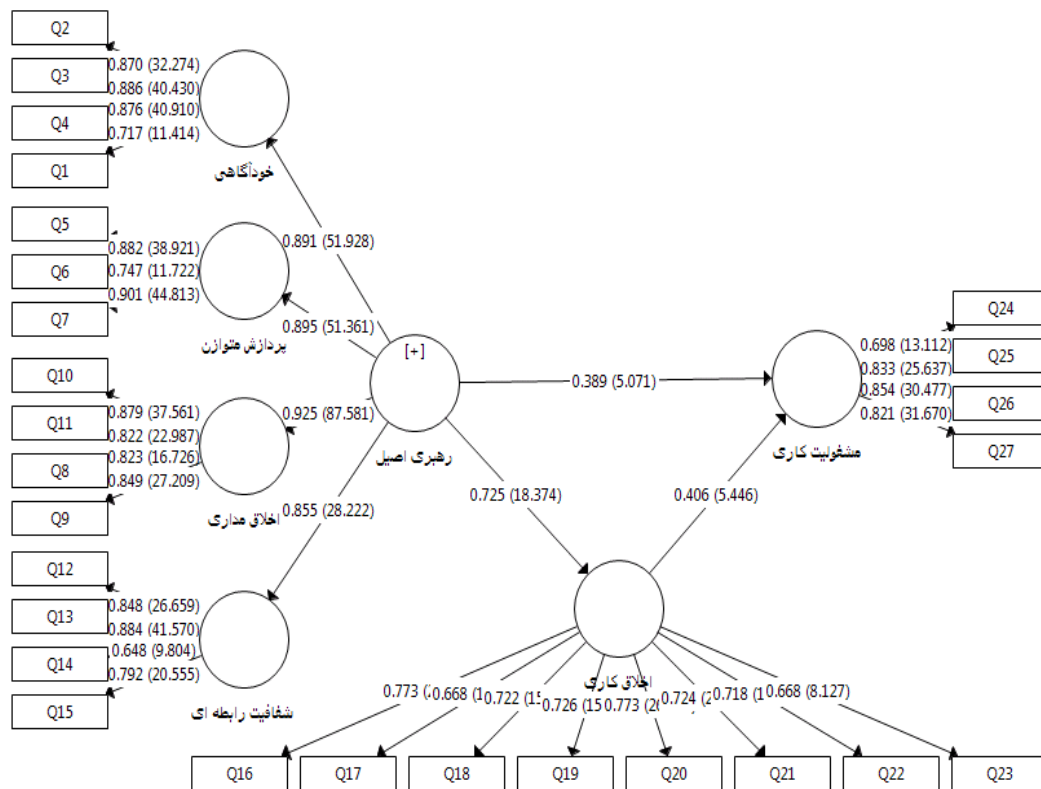 Q2
Q3
Q4
Q1
0.870 (32.274)
0.886 (40.430)
0.876 (40.910)
0.717 (11.414)
خودآگاهی
Q5
Q6
Q7
0.882 (38.921)
0.747 (11.722)
0.901 (44.813)
پردازش متوازن
Q10
Q11
Q8
Q9
0.879 (37.561)
0.822 (22.987)
0.823 (16.726)
0.849 (27.209)
اخلاق مداری
Q12
Q13
Q14
Q15
0.848 (26.659)
0.884 (41.570)
0.648 (9.804)
0.792 (20.555)
شفافیت رابطه ای
0.891 (51.928)
0.895 (51.361)
0.925 (87.581)
0.855 (28.222)
[+]
رهبری اصیل
0.389 (5.071)
0.725 (18.374)
0.406 (5.446)
مشغولیت کاری
0.698 (13.112)
0.833 (25.637)
0.854 (30.477)
0.821 (31.670)
Q24
Q25
Q26
Q27
اخلاق کاری
0.773 0.668 0.722 0.726 0.773 0.724 0.718 0.668 (8.127)
Q16 Q17 Q18 Q19 Q20 Q21 Q22 Q23